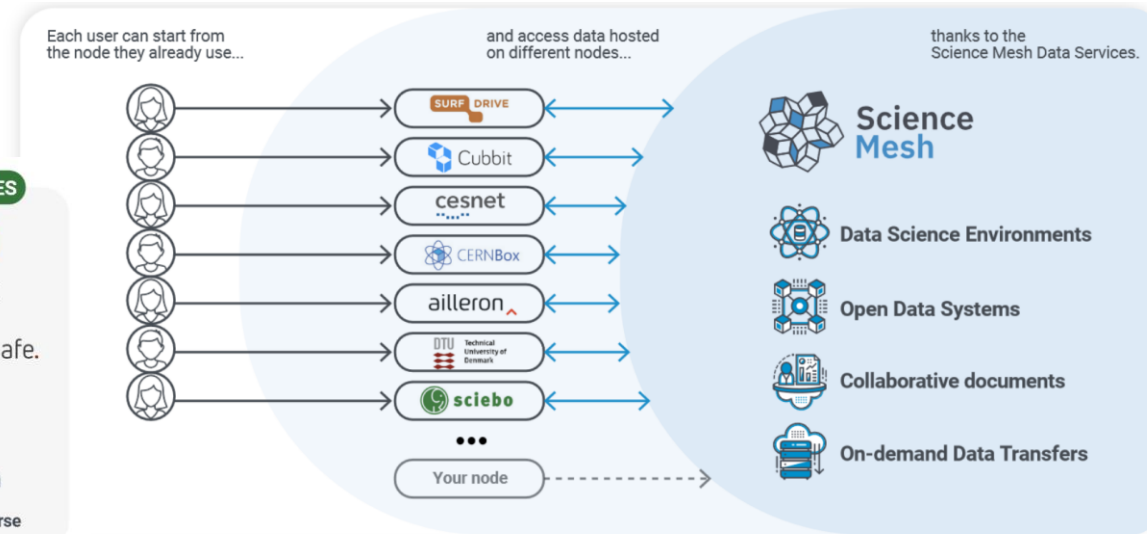 Each user can start from
the node they already use...
and access data hosted
on different nodes...
thanks to the
Science Mesh Data Services.
SURF DRIVE
Cubbit
cesnet
CERNBox
ailleron
DTU Technical
University of
Denmark
sciebo
...
Your node
Science
Mesh
Data Science Environments
Open Data Systems
Collaborative documents
On-demand Data Transfers
ES
afe.
rse